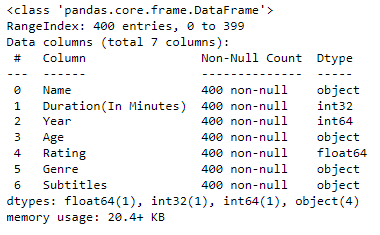 <class 'pandas.core.frame.DataFrame'>
RangeIndex: 400 entries, 0 to 399
Data columns (total 7 columns):
 #   Column                Non-Null Count  Dtype
---  ------                --------------  -----
 0   Name                  400 non-null    object
 1   Duration(In Minutes)  400 non-null    int32
 2   Year                  400 non-null    int64
 3   Age                   400 non-null    object
 4   Rating                400 non-null    float64
 5   Genre                 400 non-null    object
 6   Subtitles             400 non-null    object
dtypes: float64(1), int32(1), int64(1), object(4)
memory usage: 20.4+ KB